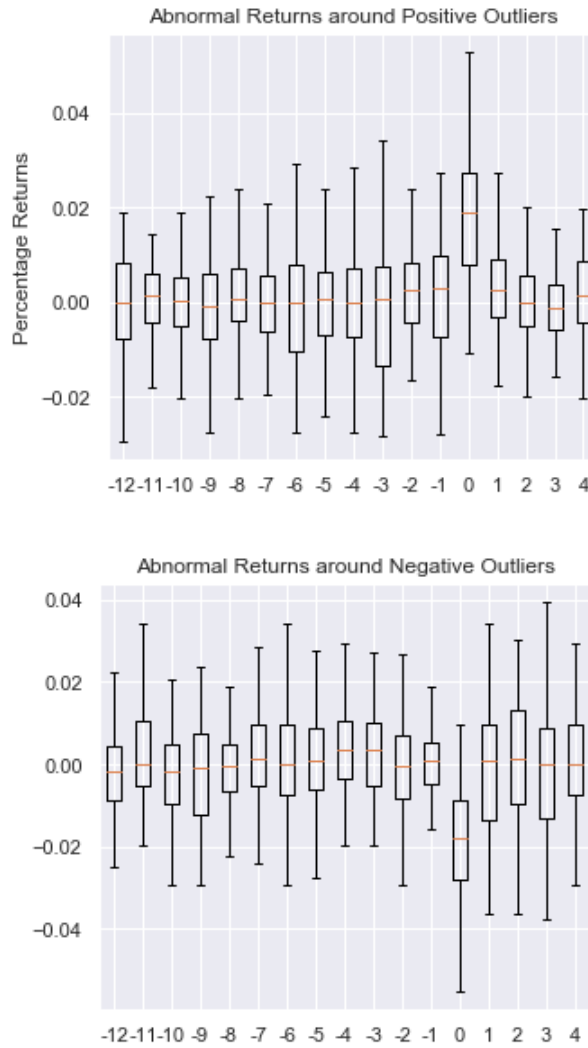 Abnormal Returns around Positive Outliers
Percentage Returns
0.04
0.02
0.00
−0.02
-12 -11 -10 -9 -8 -7 -6 -5 -4 -3 -2 -1 0 1 2 3 4
Abnormal Returns around Negative Outliers
0.04
0.02
0.00
−0.02
−0.04
-12 -11 -10 -9 -8 -7 -6 -5 -4 -3 -2 -1 0 1 2 3 4